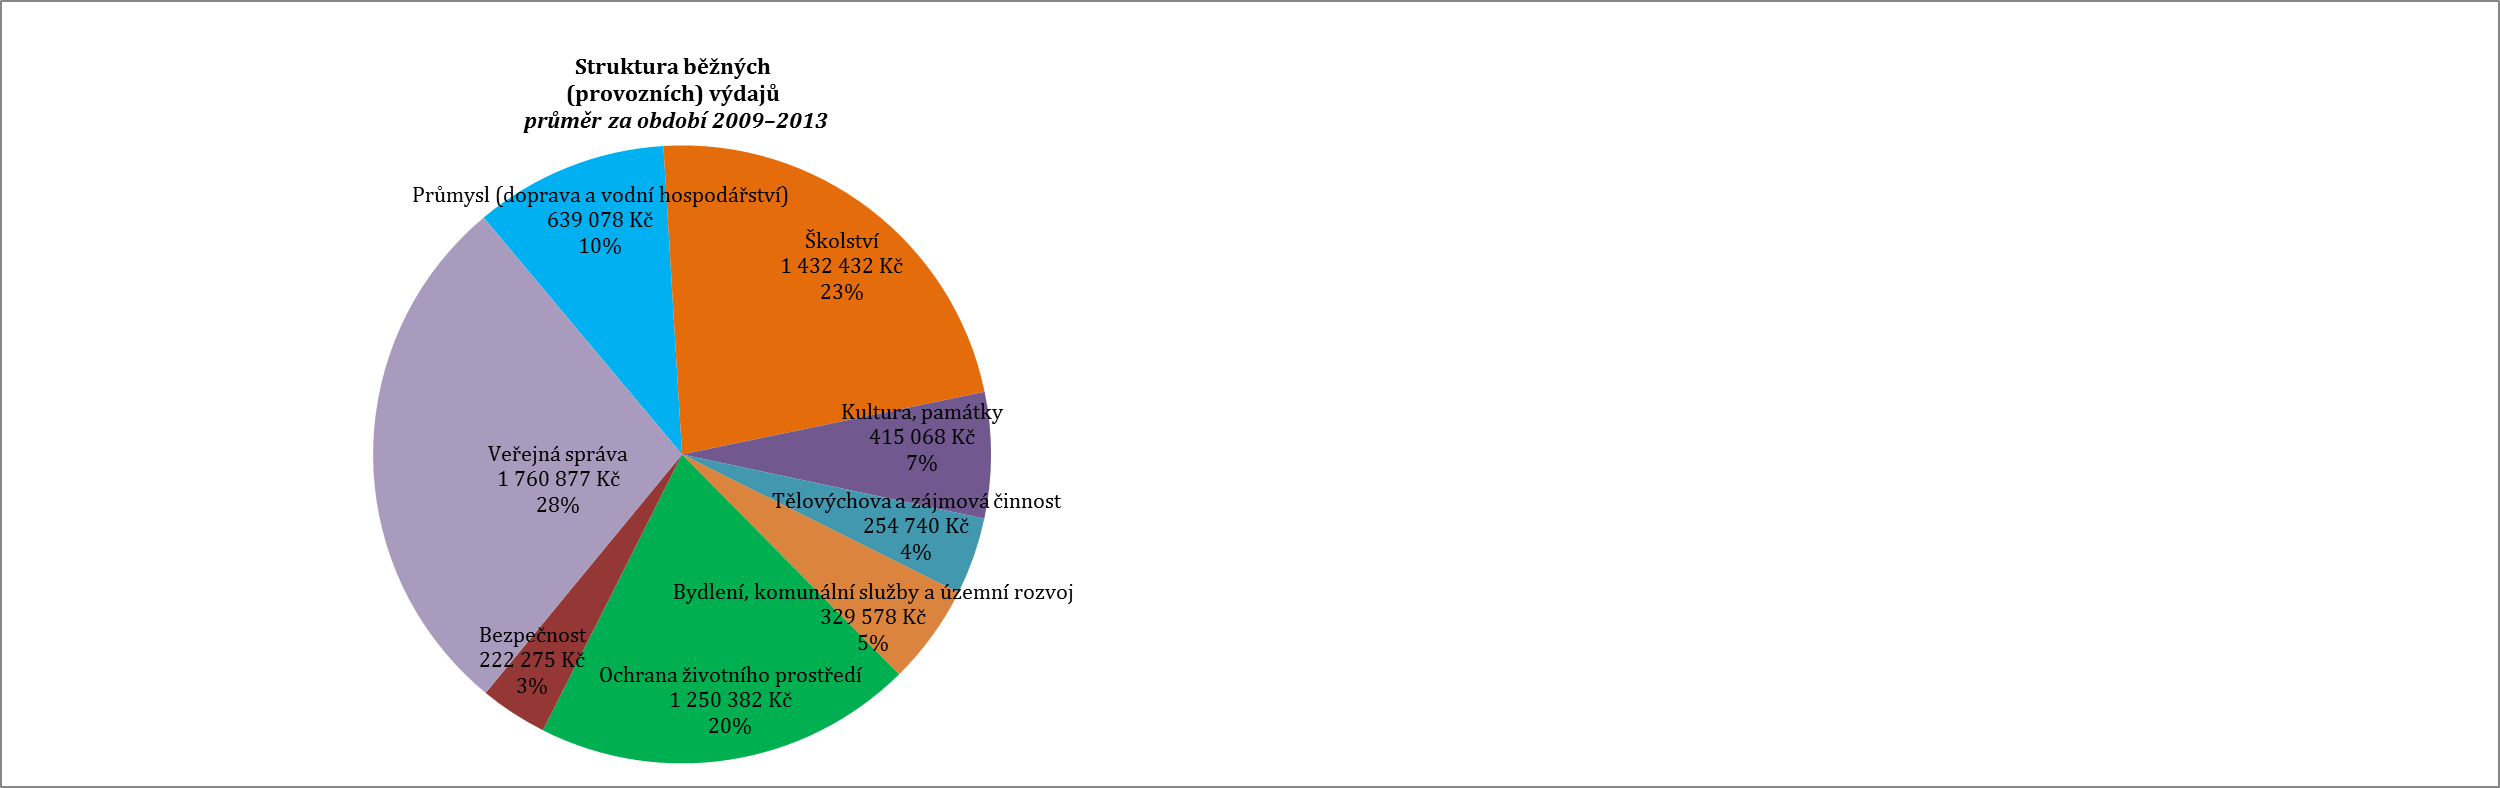 Struktura běžných
(provozních) výdajů
průměr za období 2009–2013
Průmysl (doprava a vodní hospodářství)
639 078 Kč
10%
Školství
1 432 432 Kč
23%
Kultura, památky
415 068 Kč
7%
Tělovýchova a zájmová činnost
254 740 Kč
4%
Bydlení, komunální služby a územní rozvoj
329 578 Kč
5%
Ochrana životního prostředí
1 250 382 Kč
20%
Bezpečnost
222 275 Kč
3%
Veřejná správa
1 760 877 Kč
28%